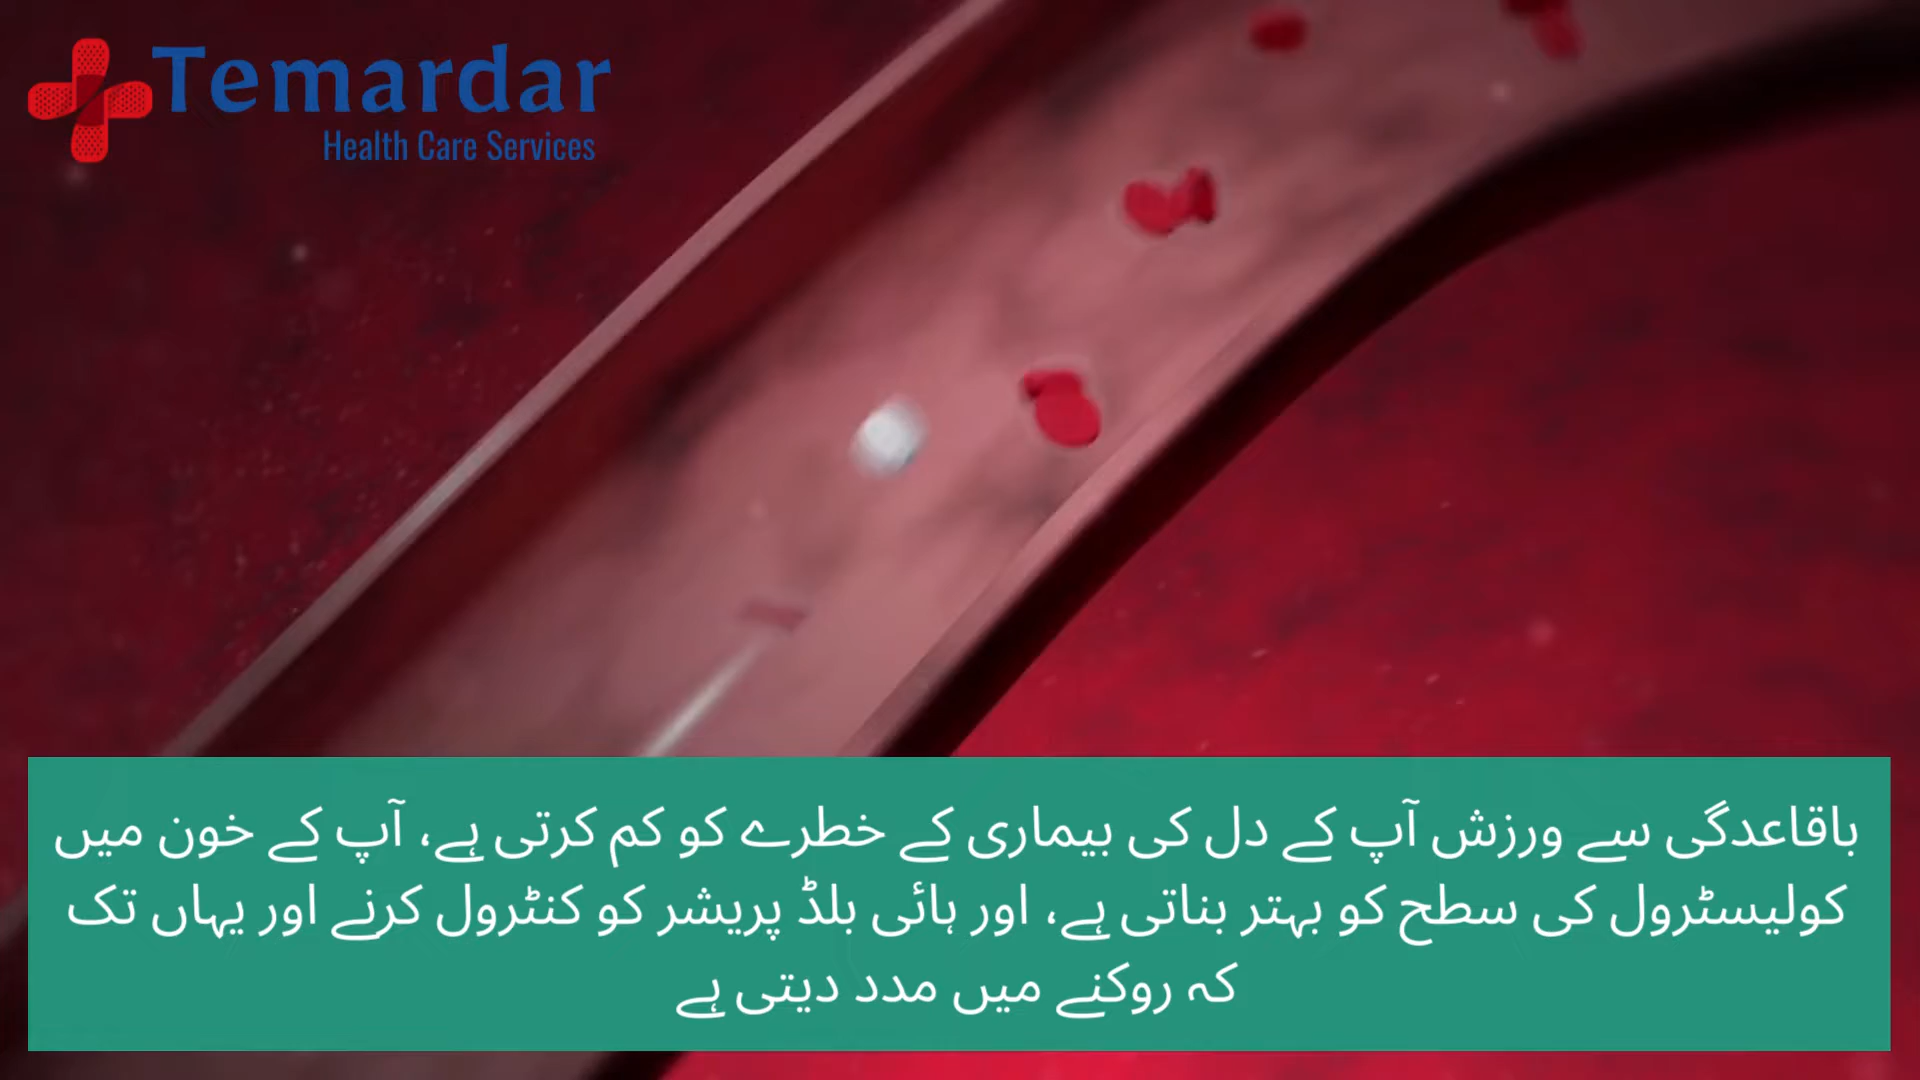 Temardar
Health Care Services
باقاعدگی سے ورزش آپ کے دل کی بیماری کے خطرے کو کم کرتی ہے، آپ کے خون میں
کولیسٹرول کی سطح کو بہتر بناتی ہے، اور ہائی بلڈ پریشر کو کنٹرول کرنے اور یہاں تک
کہ روکنے میں مدد دیتی ہے